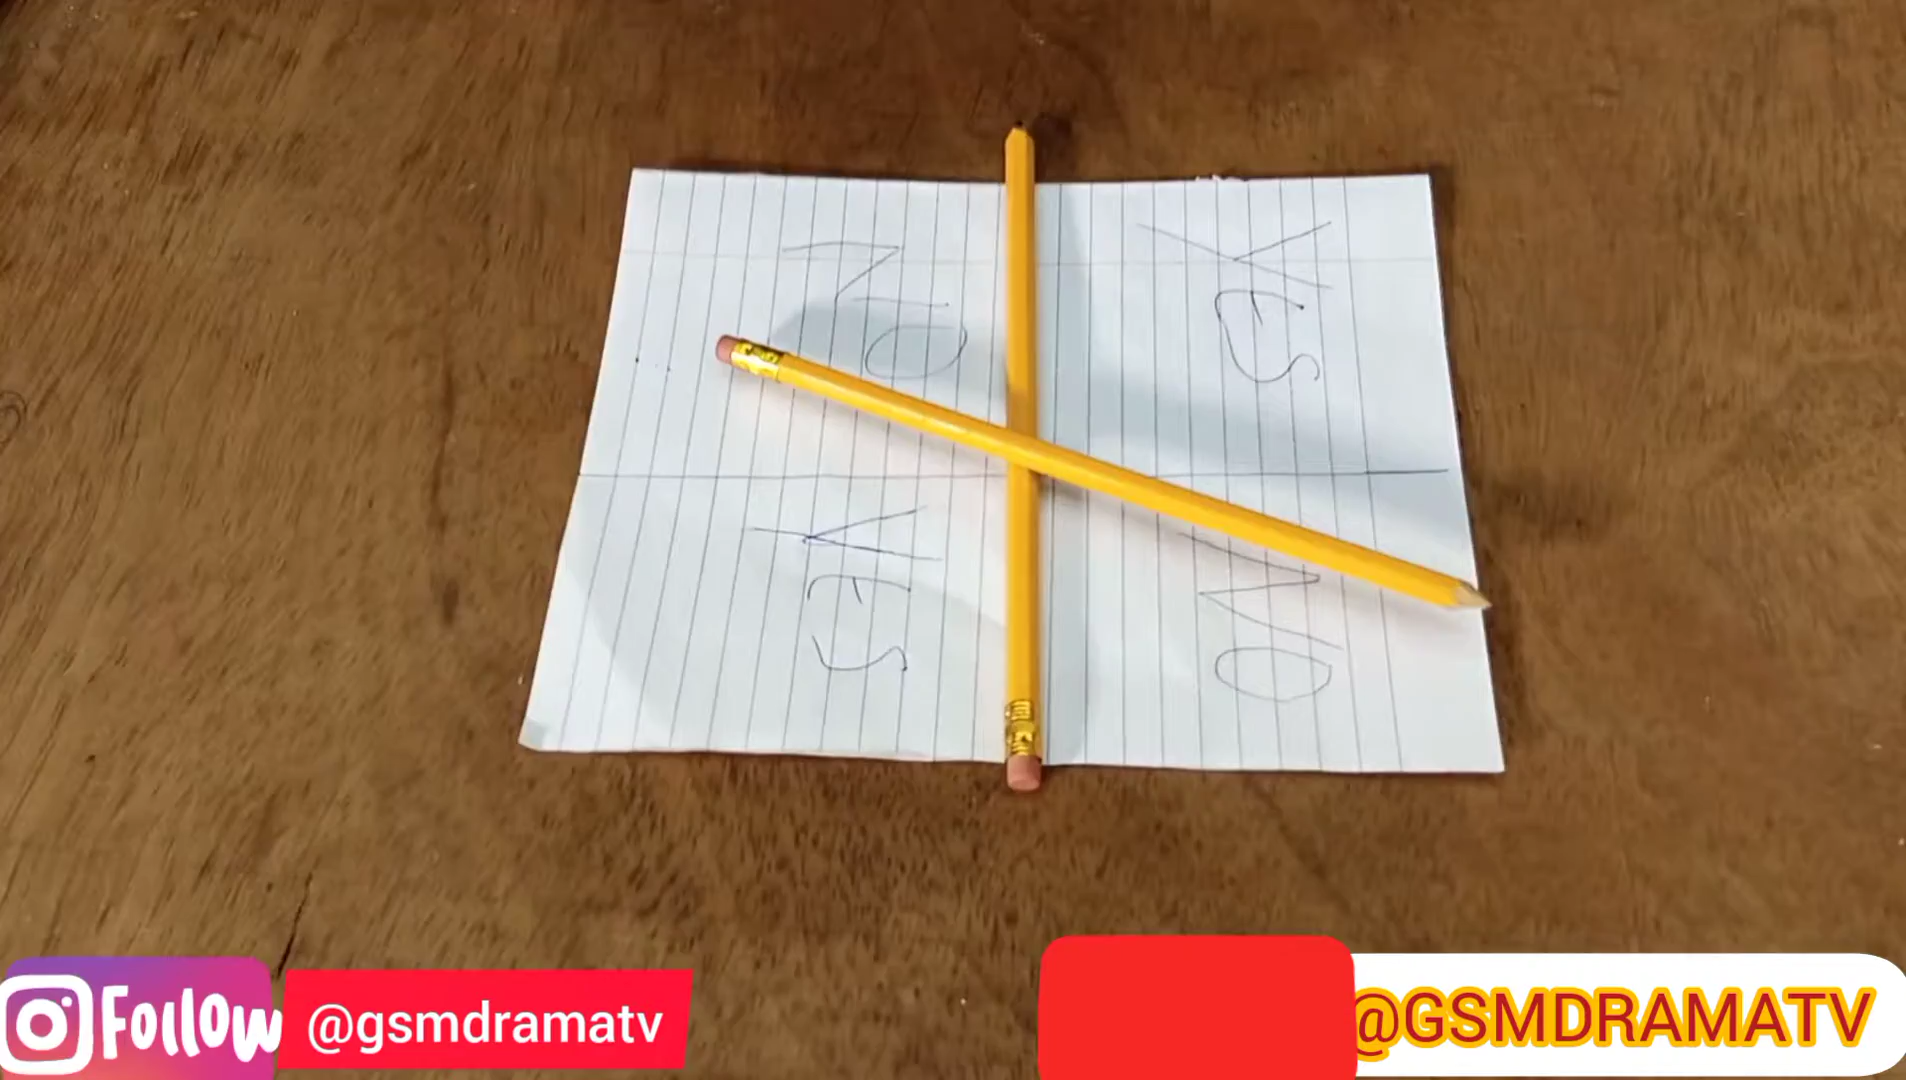 NO
YES
YES
NO
Follow
@gsmdramatv
@GSMDRAMATV